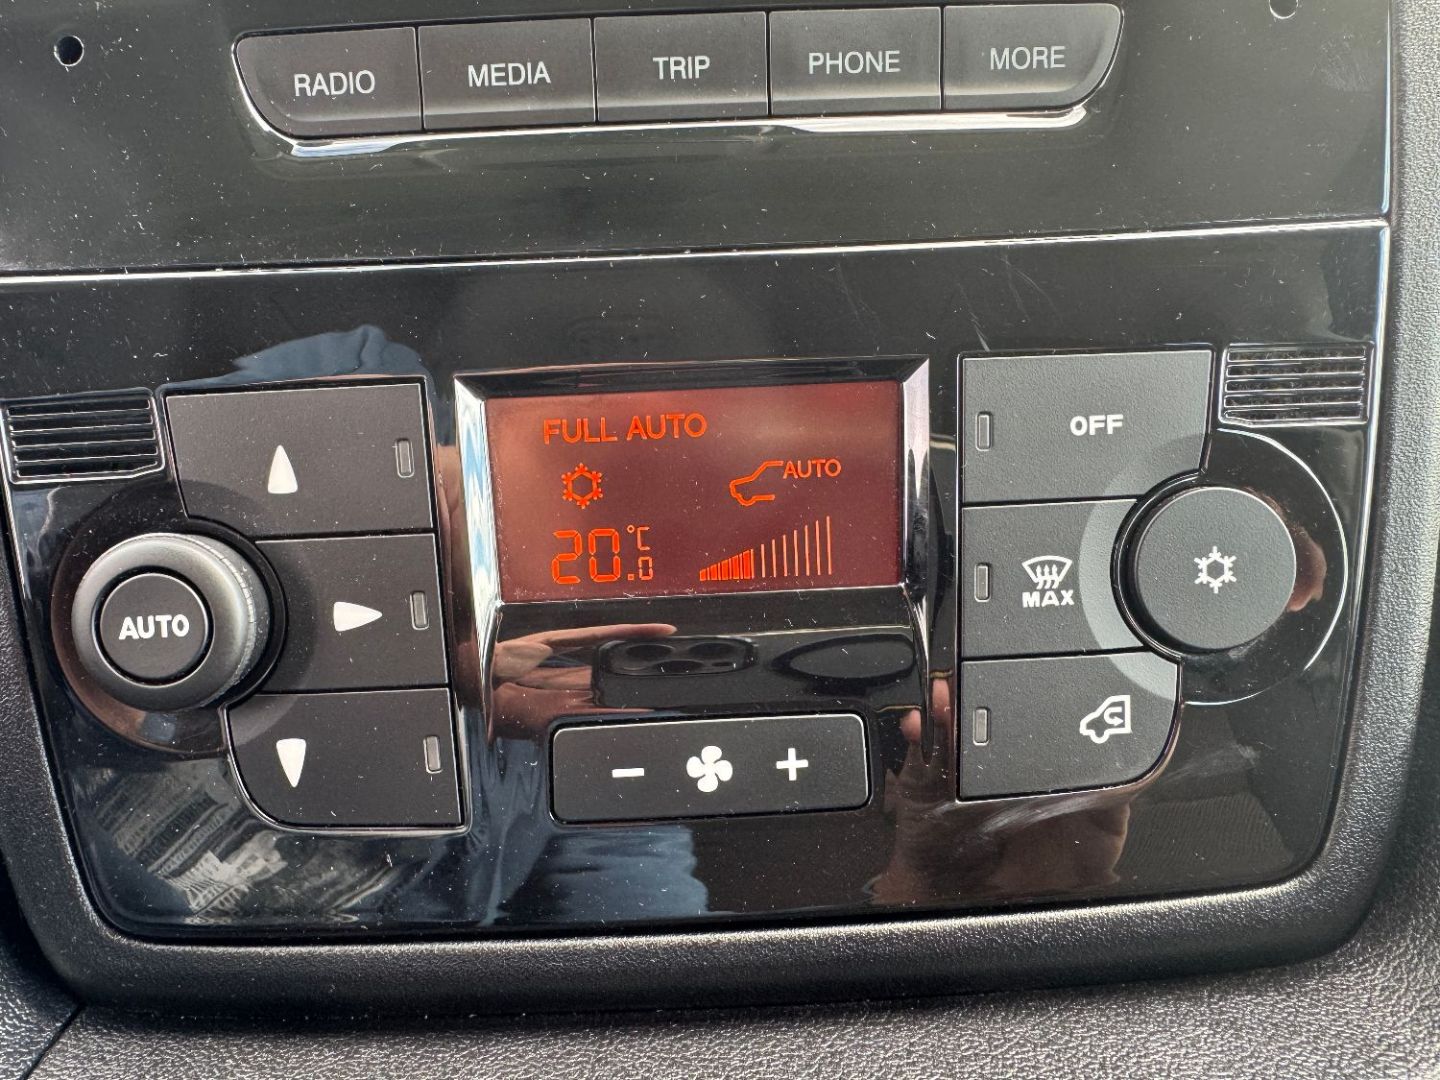 RADIO MEDIA TRIP PHONE MORE
FULL AUTO
AUTO
20.0 °C
OFF
AUTO
MAX
- +